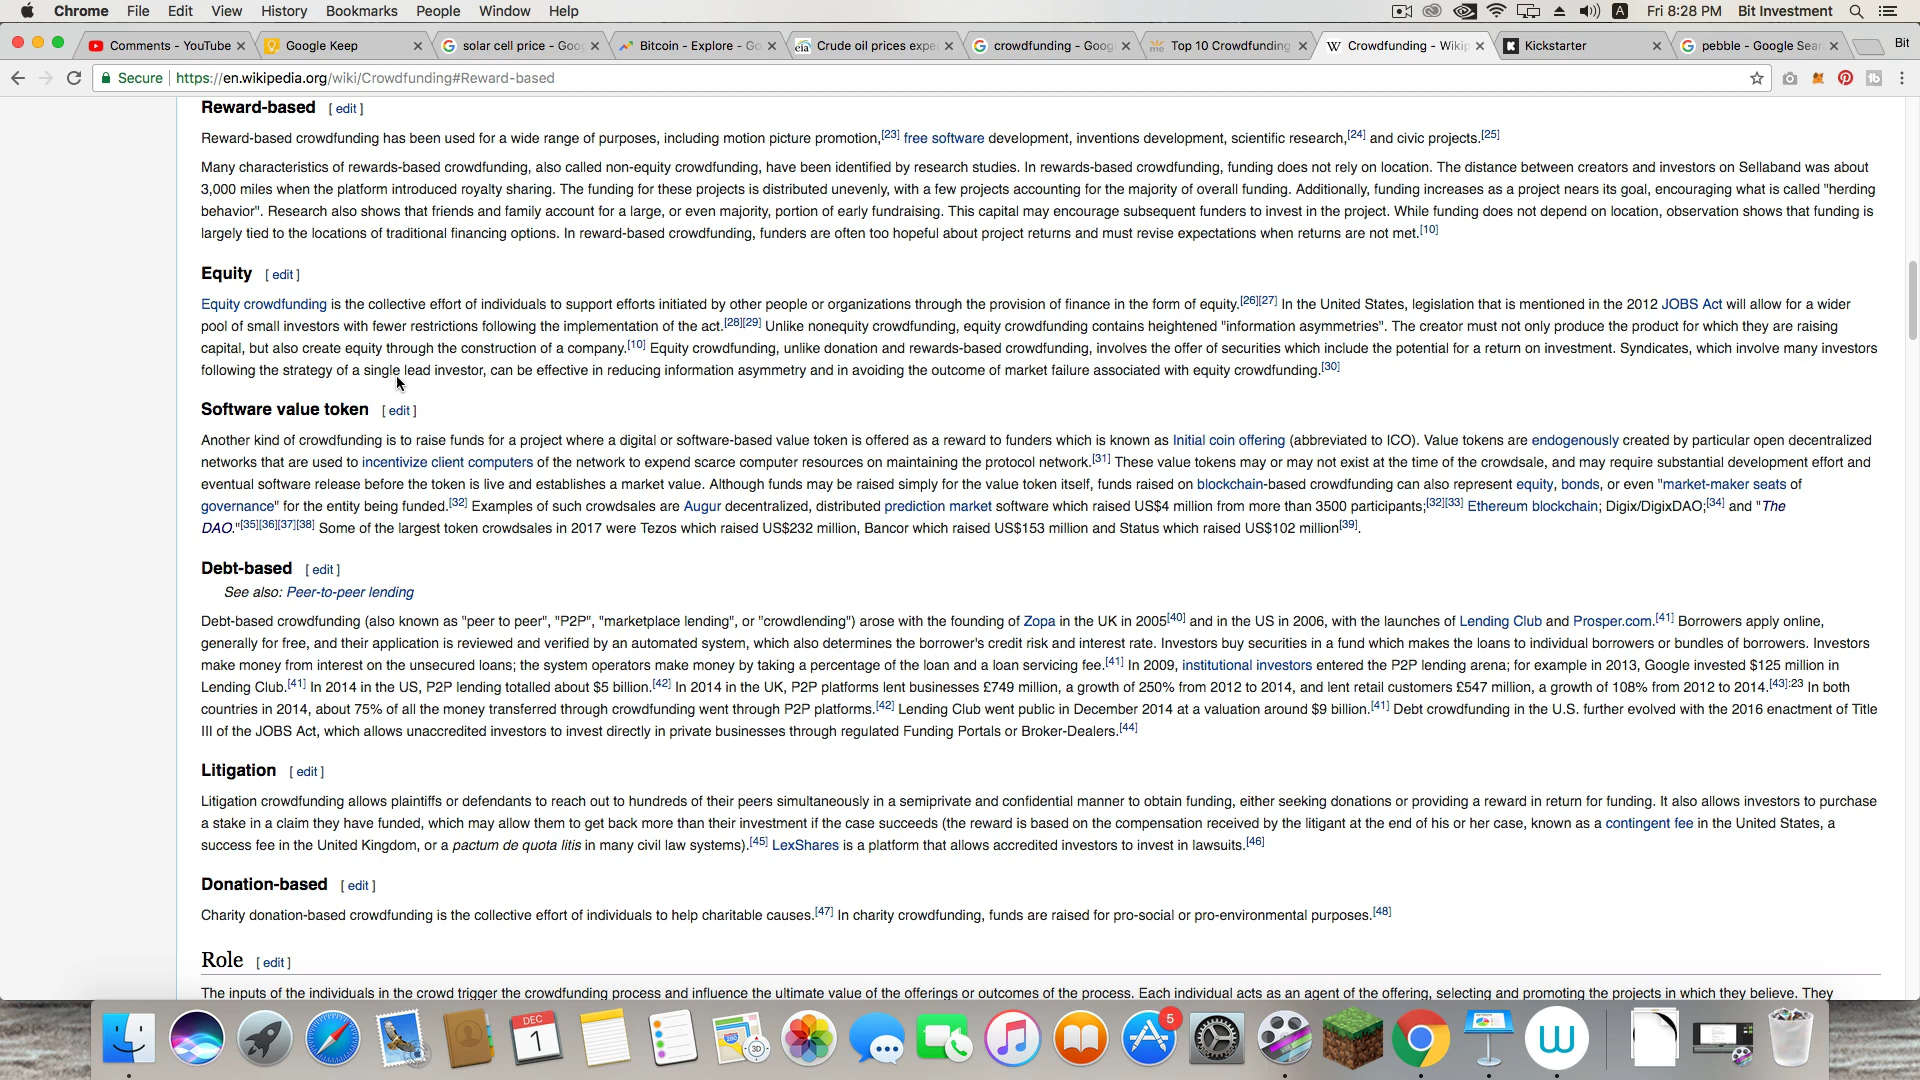 Chrome File Edit View History Bookmarks People Window Help Fri 8:28 PM Bit Investment
Comments - YouTube Google Keep solar cell price - Goo Bitcoin - Explore - Go Crude oil prices expe crowdfunding - Googl Top 10 Crowdfunding Crowdfunding - Wikip Kickstarter pebble - Google Sear Bit
Secure https://en.wikipedia.org/wiki/Crowdfunding#Reward-based
Reward-based [ edit ]
Reward-based crowdfunding has been used for a wide range of purposes, including motion picture promotion,[23] free software development, inventions development, scientific research,[24] and civic projects.[25]
Many characteristics of rewards-based crowdfunding, also called non-equity crowdfunding, have been identified by research studies. In rewards-based crowdfunding, funding does not rely on location. The distance between creators and investors on Sellaband was about
3,000 miles when the platform introduced royalty sharing. The funding for these projects is distributed unevenly, with a few projects accounting for the majority of overall funding. Additionally, funding increases as a project nears its goal, encouraging what is called "herding
behavior". Research also shows that friends and family account for a large, or even majority, portion of early fundraising. This capital may encourage subsequent funders to invest in the project. While funding does not depend on location, observation shows that funding is
largely tied to the locations of traditional financing options. In reward-based crowdfunding, funders are often too hopeful about project returns and must revise expectations when returns are not met.[10]
Equity [ edit ]
Equity crowdfunding is the collective effort of individuals to support efforts initiated by other people or organizations through the provision of finance in the form of equity.[26][27] In the United States, legislation that is mentioned in the 2012 JOBS Act will allow for a wider
pool of small investors with fewer restrictions following the implementation of the act.[28][29] Unlike nonequity crowdfunding, equity crowdfunding contains heightened "information asymmetries". The creator must not only produce the product for which they are raising
capital, but also create equity through the construction of a company.[10] Equity crowdfunding, unlike donation and rewards-based crowdfunding, involves the offer of securities which include the potential for a return on investment. Syndicates, which involve many investors
following the strategy of a single lead investor, can be effective in reducing information asymmetry and in avoiding the outcome of market failure associated with equity crowdfunding.[30]
Software value token [ edit ]
Another kind of crowdfunding is to raise funds for a project where a digital or software-based value token is offered as a reward to funders which is known as Initial coin offering (abbreviated to ICO). Value tokens are endogenously created by particular open decentralized
networks that are used to incentivize client computers of the network to expend scarce computer resources on maintaining the protocol network.[31] These value tokens may or may not exist at the time of the crowdsale, and may require substantial development effort and
eventual software release before the token is live and establishes a market value. Although funds may be raised simply for the value token itself, funds raised on blockchain-based crowdfunding can also represent equity, bonds, or even "market-maker seats of
governance" for the entity being funded.[32] Examples of such crowdsales are Augur decentralized, distributed prediction market software which raised US$4 million from more than 3500 participants;[32][33] Ethereum blockchain; Digix/DigixDAO;[34] and "The
DAO."[35][36][37][38] Some of the largest token crowdsales in 2017 were Tezos which raised US$232 million, Bancor which raised US$153 million and Status which raised US$102 million[39].
Debt-based [ edit ]
See also: Peer-to-peer lending
Debt-based crowdfunding (also known as "peer to peer", "P2P", "marketplace lending", or "crowdlending") arose with the founding of Zopa in the UK in 2005[40] and in the US in 2006, with the launches of Lending Club and Prosper.com.[41] Borrowers apply online,
generally for free, and their application is reviewed and verified by an automated system, which also determines the borrower's credit risk and interest rate. Investors buy securities in a fund which makes the loans to individual borrowers or bundles of borrowers. Investors
make money from interest on the unsecured loans; the system operators make money by taking a percentage of the loan and a loan servicing fee.[41] In 2009, institutional investors entered the P2P lending arena; for example in 2013, Google invested $125 million in
Lending Club.[41] In 2014 in the US, P2P lending totalled about $5 billion.[42] In 2014 in the UK, P2P platforms lent businesses £749 million, a growth of 250% from 2012 to 2014, and lent retail customers £547 million, a growth of 108% from 2012 to 2014.[43]:23 In both
countries in 2014, about 75% of all the money transferred through crowdfunding went through P2P platforms.[42] Lending Club went public in December 2014 at a valuation around $9 billion.[41] Debt crowdfunding in the U.S. further evolved with the 2016 enactment of Title
III of the JOBS Act, which allows unaccredited investors to invest directly in private businesses through regulated Funding Portals or Broker-Dealers.[44]
Litigation [ edit ]
Litigation crowdfunding allows plaintiffs or defendants to reach out to hundreds of their peers simultaneously in a semiprivate and confidential manner to obtain funding, either seeking donations or providing a reward in return for funding. It also allows investors to purchase
a stake in a claim they have funded, which may allow them to get back more than their investment if the case succeeds (the reward is based on the compensation received by the litigant at the end of his or her case, known as a contingent fee in the United States, a
success fee in the United Kingdom, or a pactum de quota litis in many civil law systems).[45] LexShares is a platform that allows accredited investors to invest in lawsuits.[46]
Donation-based [ edit ]
Charity donation-based crowdfunding is the collective effort of individuals to help charitable causes.[47] In charity crowdfunding, funds are raised for pro-social or pro-environmental purposes.[48]
Role [ edit ]
The inputs of the individuals in the crowd trigger the crowdfunding process and influence the ultimate value of the offerings or outcomes of the process. Each individual acts as an agent of the offering, selecting and promoting the projects in which they believe. They
DEC
1
3D
5